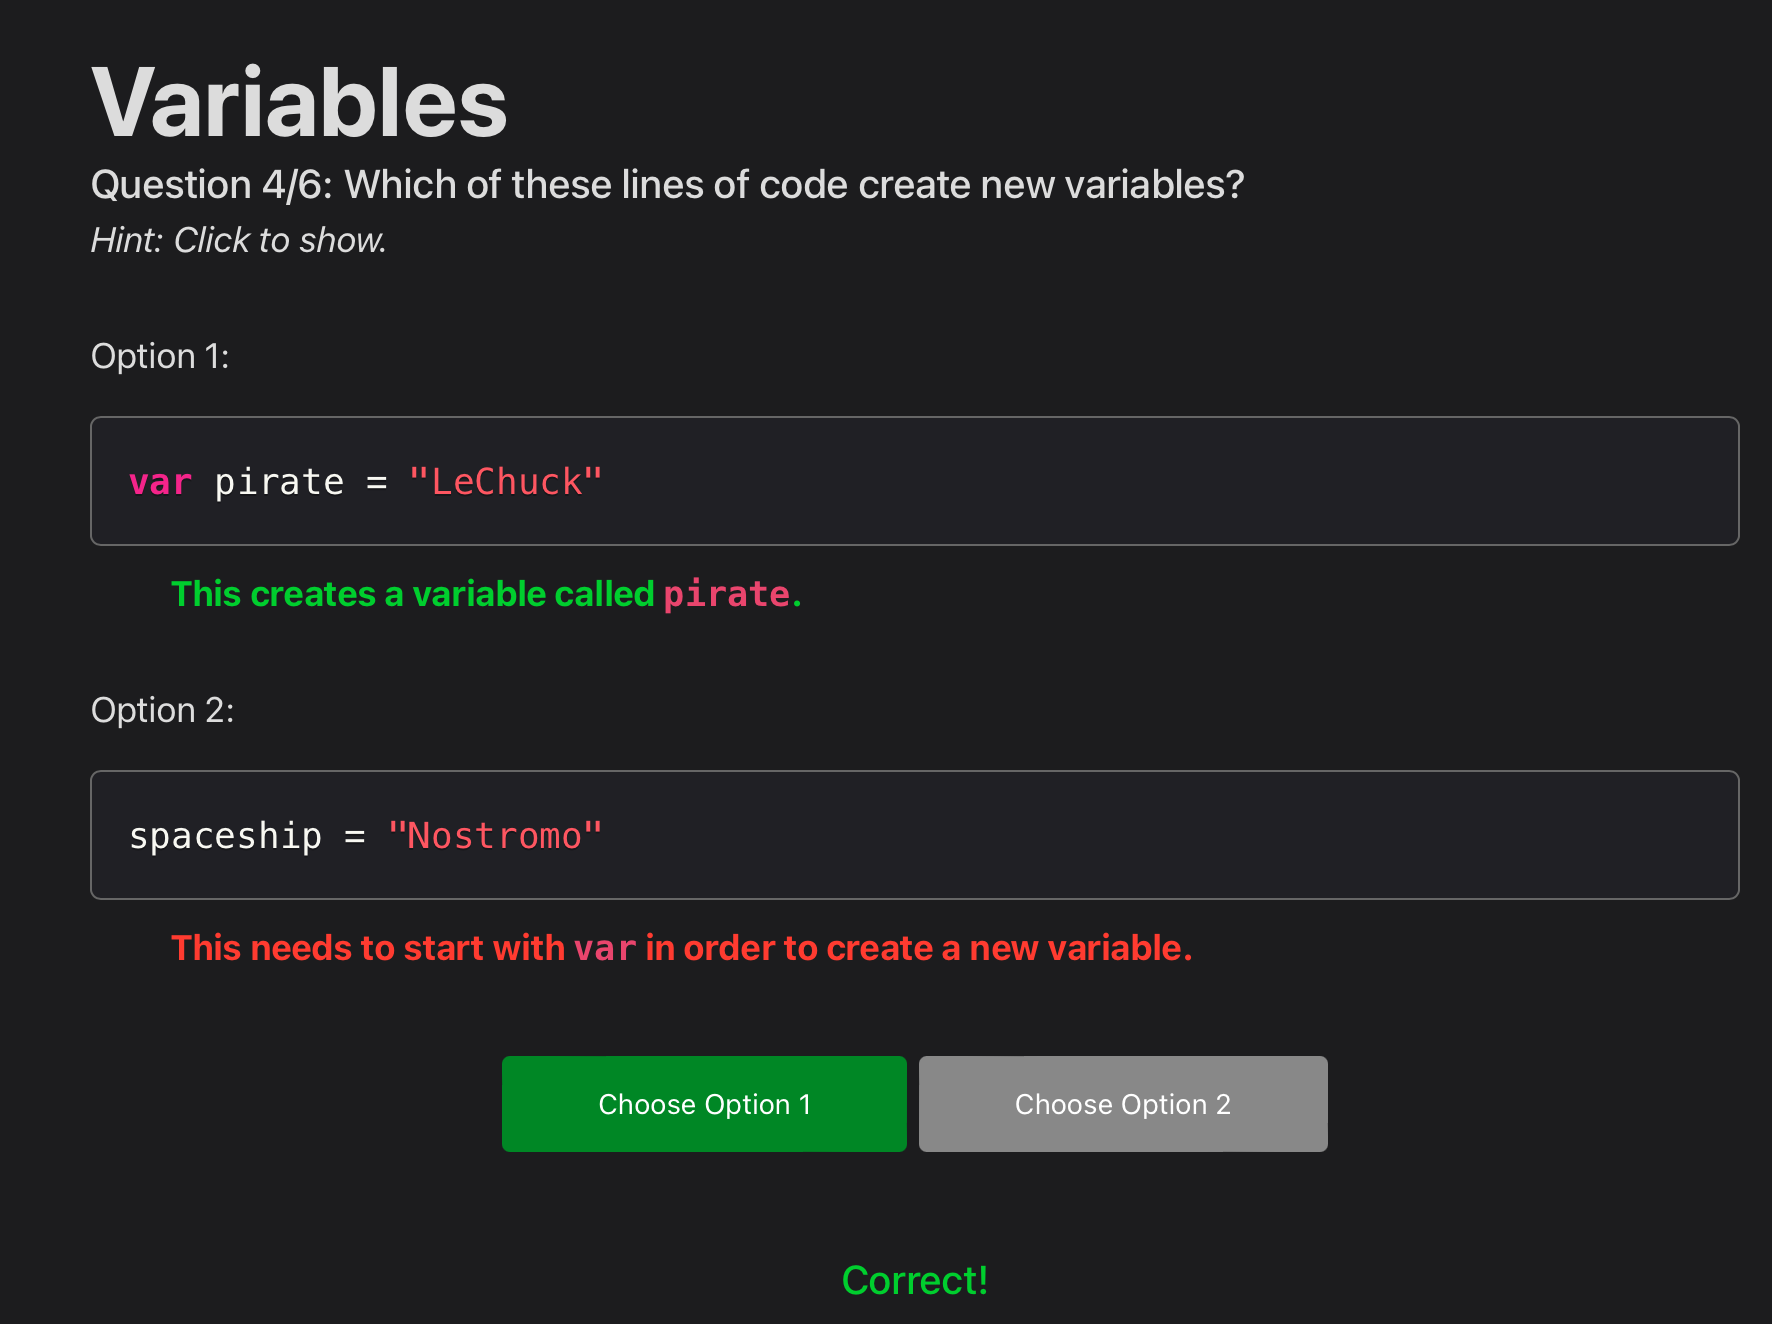 Variables
Question 4/6: Which of these lines of code create new variables?
Hint: Click to show.
Option 1:
var pirate = "LeChuck"
This creates a variable called pirate.
Option 2:
spaceship = "Nostromo"
This needs to start with var in order to create a new variable.
Choose Option 1
Choose Option 2
Correct!